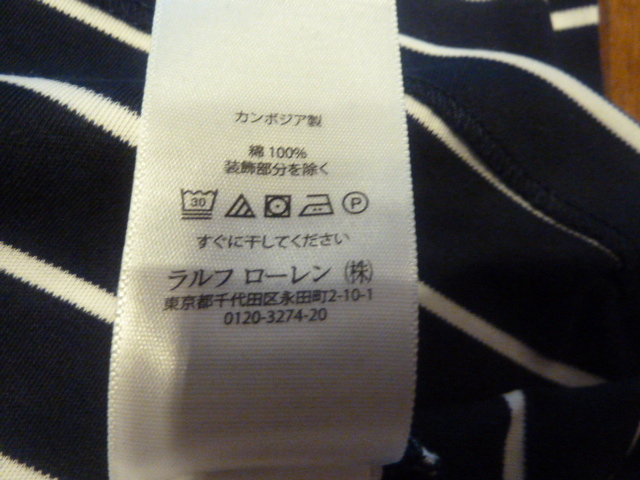 カンボジア製
綿 100%
装飾部分を除く
30 P
すぐに干してください
ラルフ ローレン ㈱
東京都千代田区永田町2-10-1
0120-3274-20